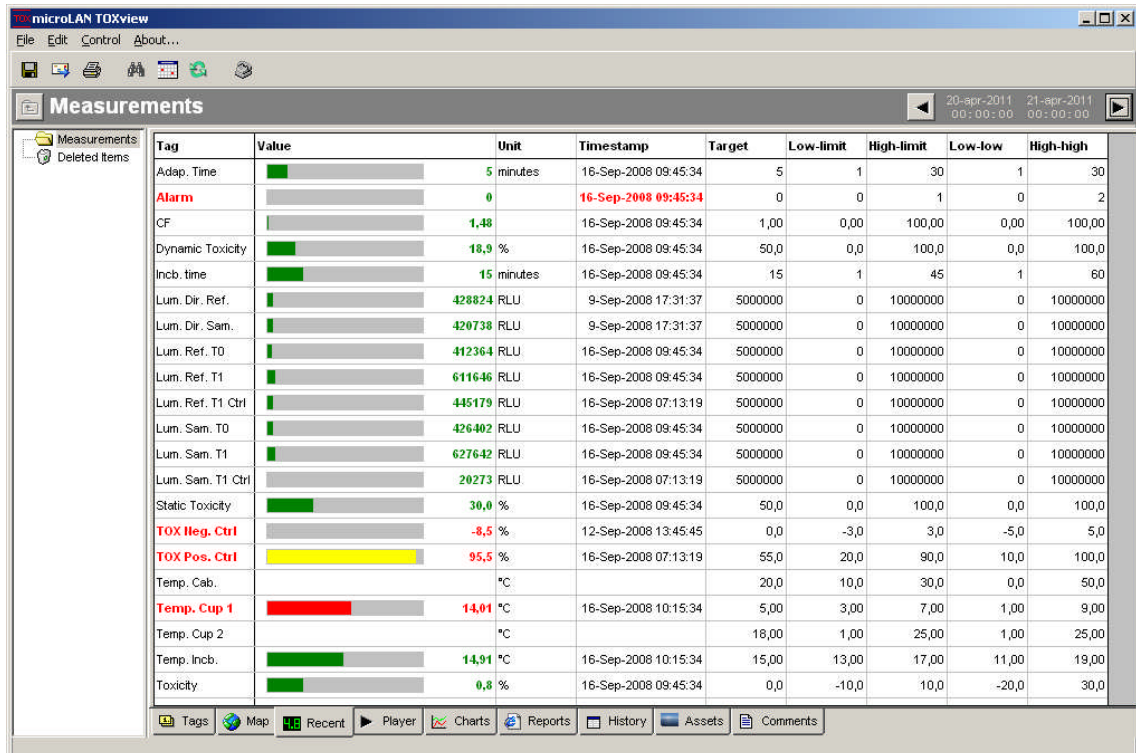 TOX microLAN TOXview
File Edit Control About...
Measurements 20-apr-2011 21-apr-2011
00:00:00 00:00:00
Measurements
Deleted Items
Tag Value Unit Timestamp Target Low-limit High-limit Low-low High-high
Adap. Time 5 minutes 16-Sep-2008 09:45:34 5 1 30 1 30
Alarm 0 16-Sep-2008 09:45:34 0 0 1 0 2
CF 1,48 16-Sep-2008 09:45:34 1,00 0,00 100,00 0,00 100,00
Dynamic Toxicity 18,9 % 16-Sep-2008 09:45:34 50,0 0,0 100,0 0,0 100,0
Incb. time 15 minutes 16-Sep-2008 09:45:34 15 1 45 1 60
Lum. Dir. Ref. 428824 RLU 9-Sep-2008 17:31:37 5000000 0 10000000 0 10000000
Lum. Dir. Sam. 420738 RLU 9-Sep-2008 17:31:37 5000000 0 10000000 0 10000000
Lum. Ref. T0 412364 RLU 16-Sep-2008 09:45:34 5000000 0 10000000 0 10000000
Lum. Ref. T1 611646 RLU 16-Sep-2008 09:45:34 5000000 0 10000000 0 10000000
Lum. Ref. T1 Ctrl 445179 RLU 16-Sep-2008 07:13:19 5000000 0 10000000 0 10000000
Lum. Sam. T0 426402 RLU 16-Sep-2008 09:45:34 5000000 0 10000000 0 10000000
Lum. Sam. T1 627642 RLU 16-Sep-2008 09:45:34 5000000 0 10000000 0 10000000
Lum. Sam. T1 Ctrl 20273 RLU 16-Sep-2008 07:13:19 5000000 0 10000000 0 10000000
Static Toxicity 30,0 % 16-Sep-2008 09:45:34 50,0 0,0 100,0 0,0 100,0
TOX Neg. Ctrl -8,5 % 12-Sep-2008 13:45:45 0,0 -3,0 3,0 -5,0 5,0
TOX Pos. Ctrl 95,5 % 16-Sep-2008 07:13:19 55,0 20,0 90,0 10,0 100,0
Temp. Cab. °C 20,0 10,0 30,0 0,0 50,0
Temp. Cup 1 14,01 °C 16-Sep-2008 10:15:34 5,00 3,00 7,00 1,00 9,00
Temp. Cup 2 °C 18,00 1,00 25,00 1,00 25,00
Temp. Incb. 14,91 °C 16-Sep-2008 10:15:34 15,00 13,00 17,00 11,00 19,00
Toxicity 0,8 % 16-Sep-2008 09:45:34 0,0 -10,0 10,0 -20,0 30,0
Tags Map 4.8 Recent Player Charts Reports History Assets Comments